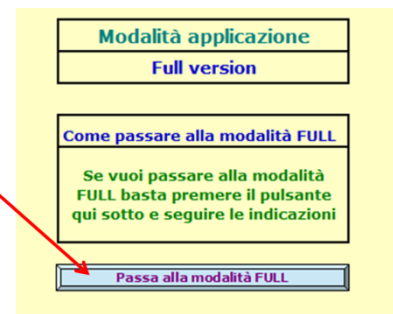 Modalità applicazione
Full version
Come passare alla modalità FULL
Se vuoi passare alla modalità
FULL basta premere il pulsante
qui sotto e seguire le indicazioni
Passa alla modalità FULL